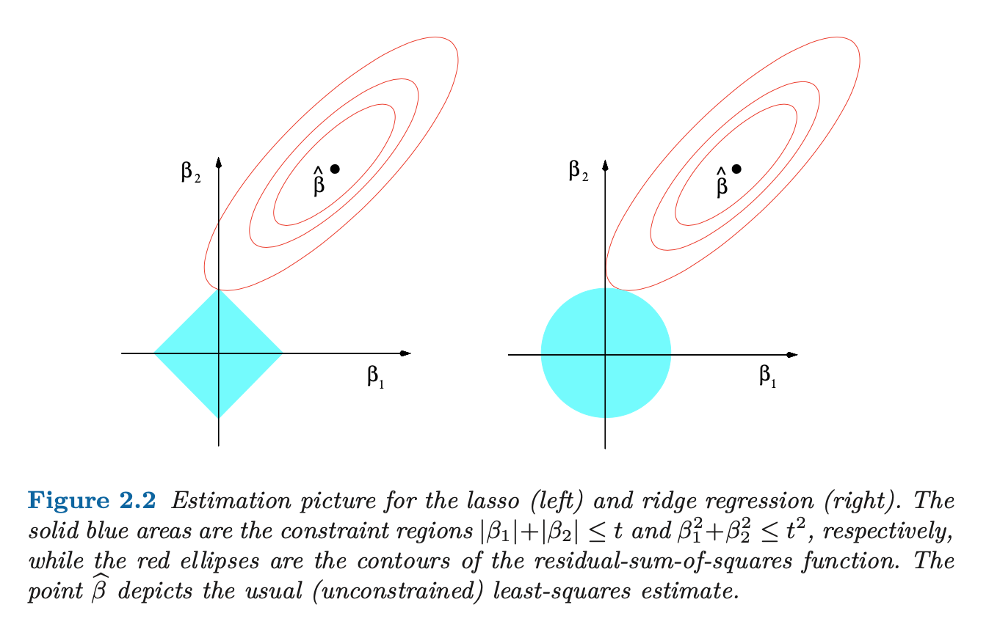 β₂
β̂
β₁
β₂
β̂
β₁
Figure 2.2 Estimation picture for the lasso (left) and ridge regression (right). The
solid blue areas are the constraint regions |β₁|+|β₂| ≤ t and β₁²+β₂² ≤ t², respectively,
while the red ellipses are the contours of the residual-sum-of-squares function. The
point β̂ depicts the usual (unconstrained) least-squares estimate.